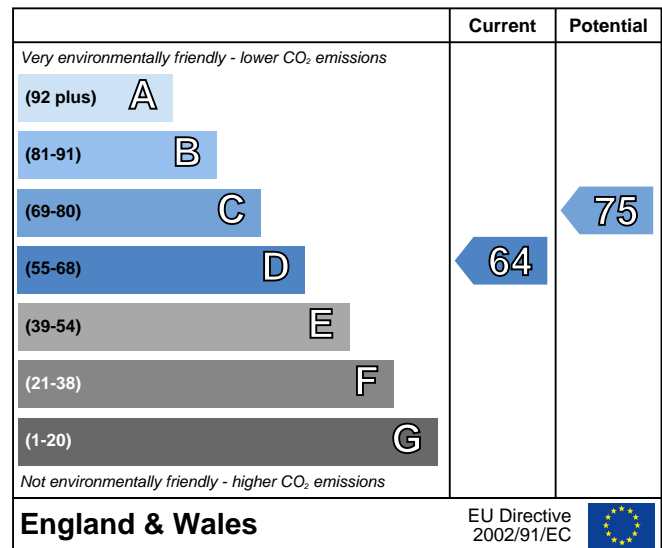 Current Potential
Very environmentally friendly - lower CO₂ emissions
(92 plus) A
(81-91) B
(69-80) C
75
(55-68) D
64
(39-54) E
(21-38) F
(1-20) G
Not environmentally friendly - higher CO₂ emissions
England & Wales
EU Directive
2002/91/EC